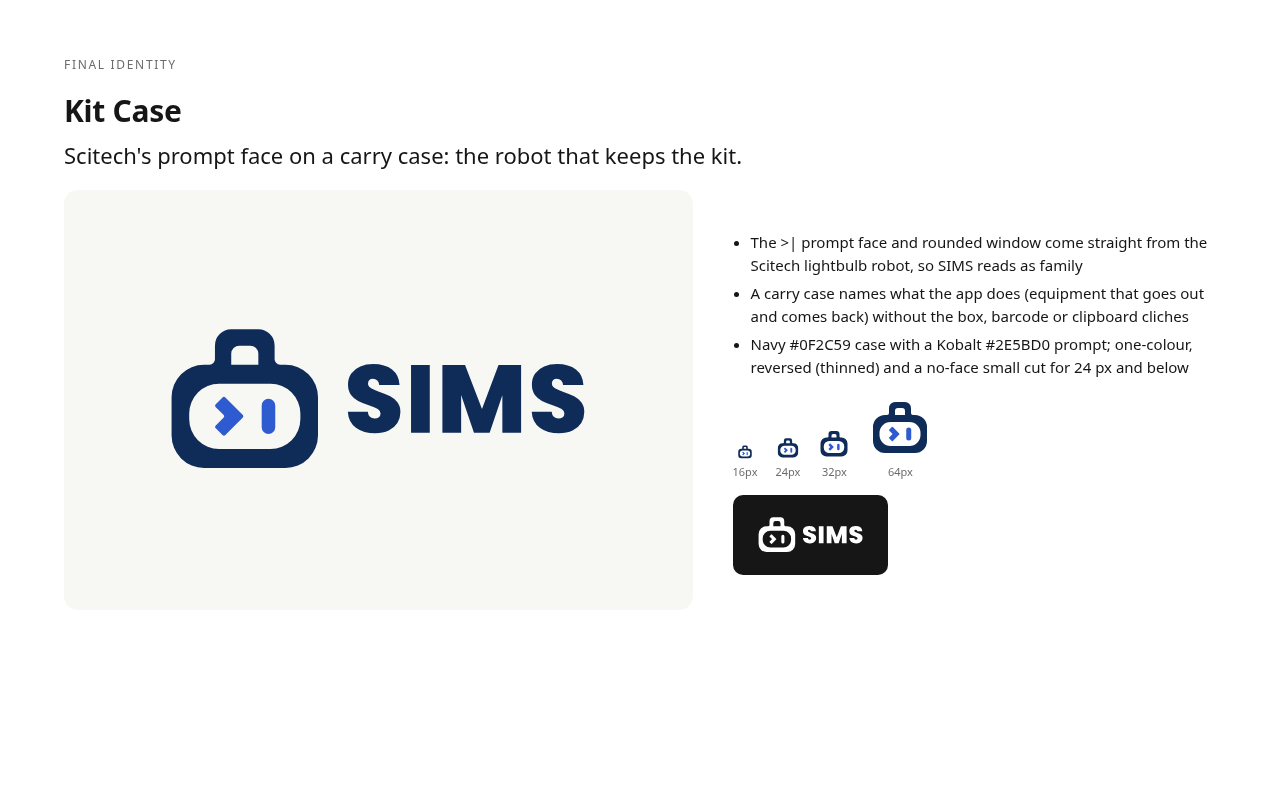 FINAL IDENTITY
Kit Case
Scitech's prompt face on a carry case: the robot that keeps the kit.
SIMS
• The >| prompt face and rounded window come straight from the
Scitech lightbulb robot, so SIMS reads as family
• A carry case names what the app does (equipment that goes out
and comes back) without the box, barcode or clipboard cliches
• Navy #0F2C59 case with a Kobalt #2E5BD0 prompt; one-colour,
reversed (thinned) and a no-face small cut for 24 px and below
16px 24px 32px 64px
SIMS